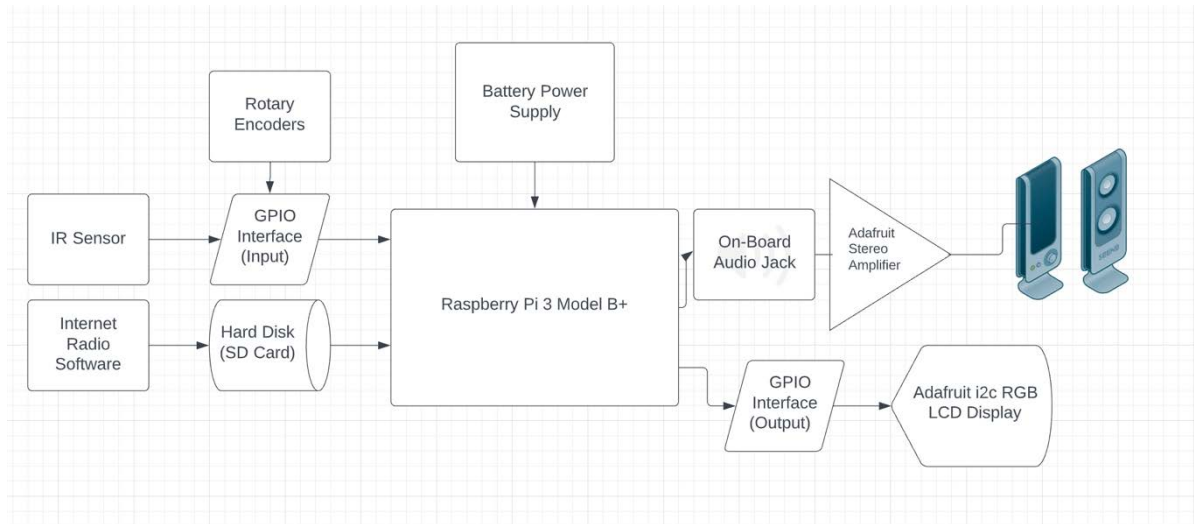 Battery Power
Supply
Rotary
Encoders
IR Sensor
GPIO
Interface
(Input)
Internet
Radio
Software
Hard Disk
(SD Card)
Raspberry Pi 3 Model B+
On-Board
Audio Jack
Adafruit
Stereo
Amplifier
GPIO
Interface
(Output)
Adafruit i2c RGB
LCD Display